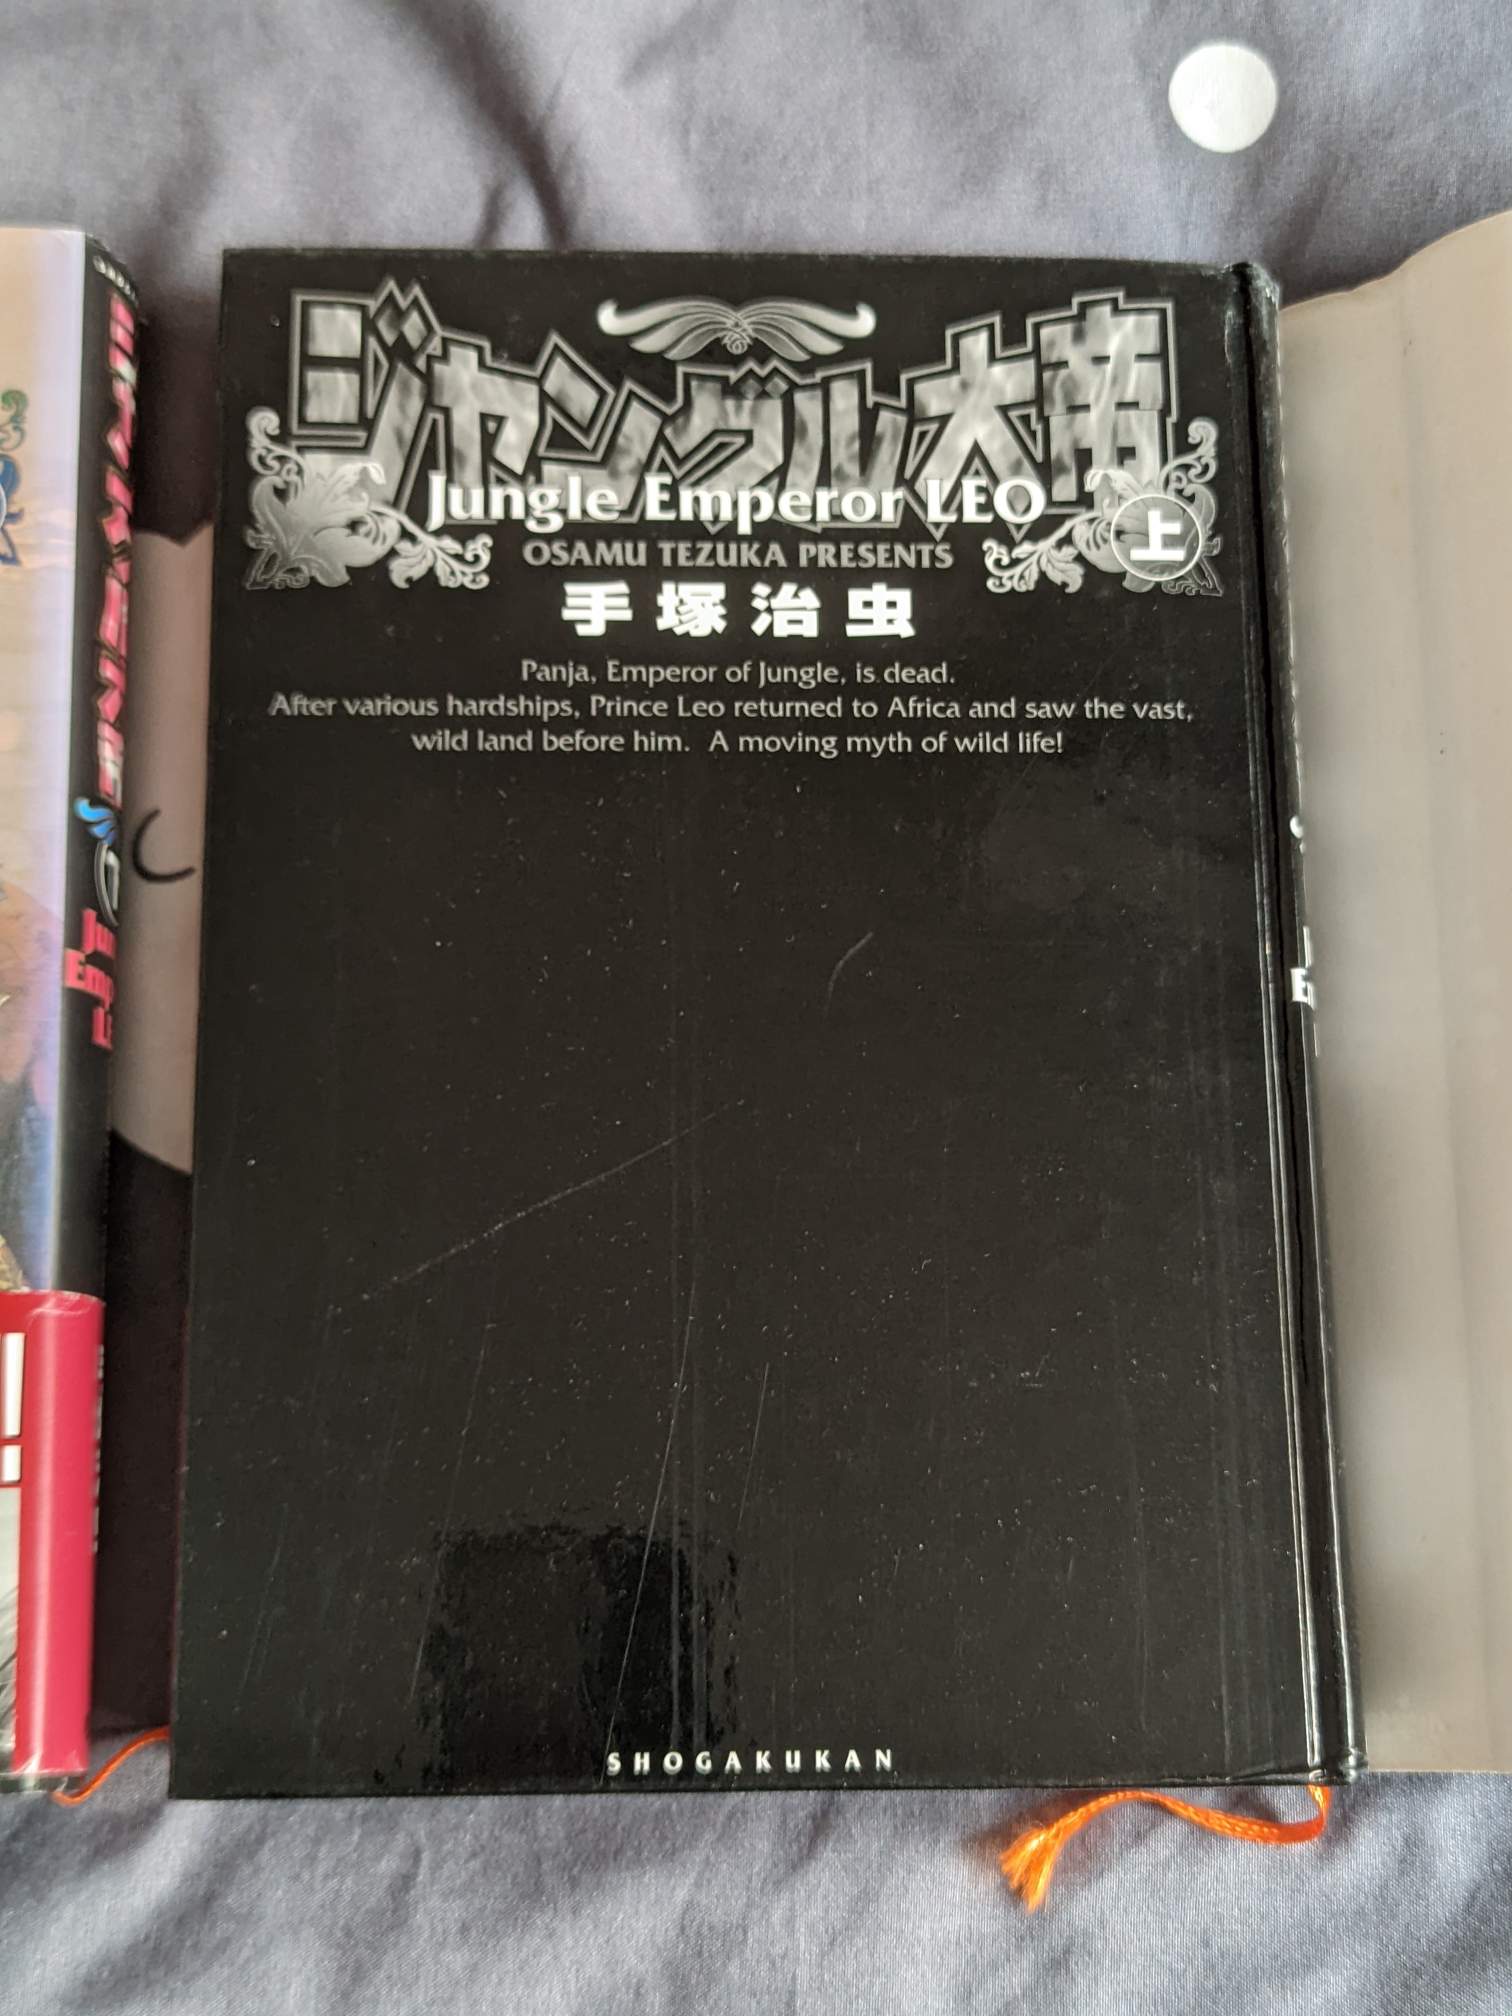 ジャングル大帝
Jungle Emperor LEO
上
OSAMU TEZUKA PRESENTS
手塚治虫
Panja, Emperor of Jungle, is dead.
After various hardships, Prince Leo returned to Africa and saw the vast,
wild land before him. A moving myth of wild life!
SHOGAKUKAN